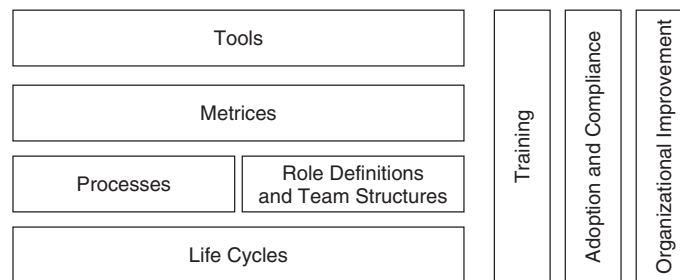 Tools
Metrices
Processes
Role Definitions
and Team Structures
Life Cycles
Training
Adoption and Compliance
Organizational Improvement